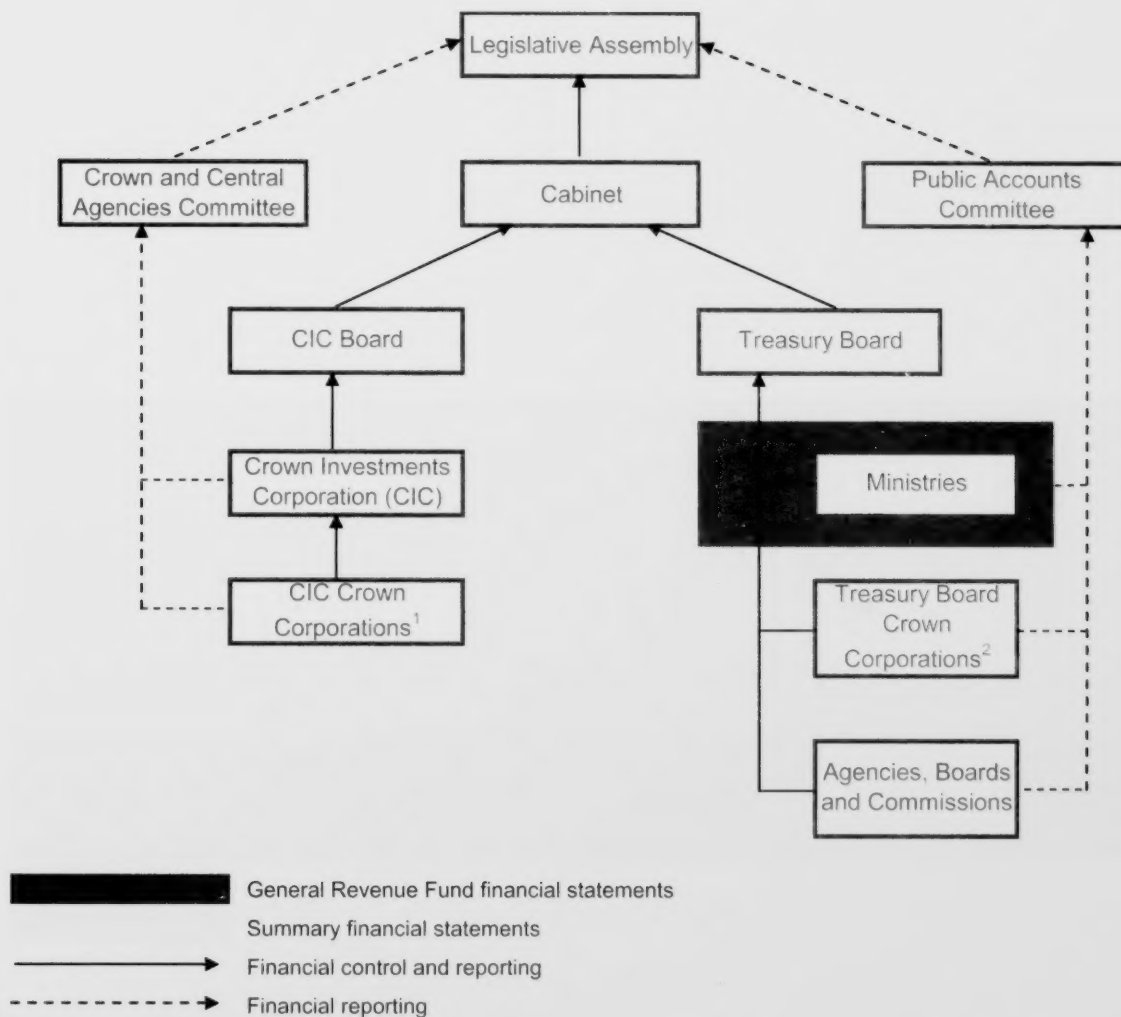 Legislative Assembly
Crown and Central
Agencies Committee
Cabinet
Public Accounts
Committee
CIC Board
Treasury Board
Crown Investments
Corporation (CIC)
Ministries
CIC Crown
Corporations¹
Treasury Board
Crown
Corporations²
Agencies, Boards
and Commissions
General Revenue Fund financial statements
Summary financial statements
Financial control and reporting
Financial reporting